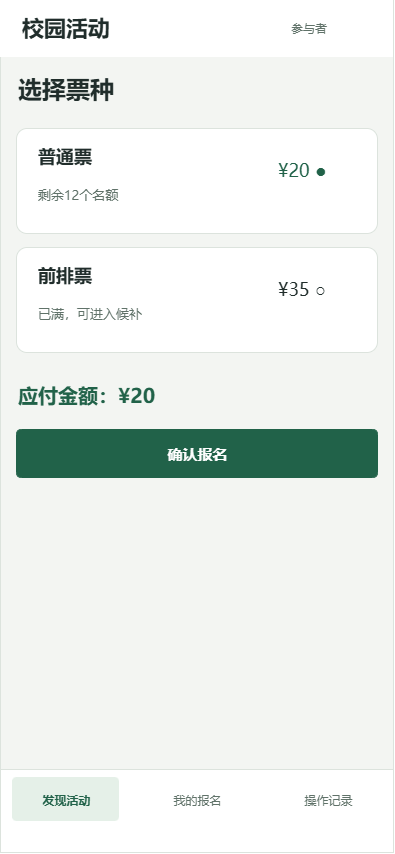 校园活动
参与者
选择票种
普通票
¥20 ●
剩余12个名额
前排票
¥35 ○
已满，可进入候补
应付金额：¥20
确认报名
发现活动
我的报名
操作记录